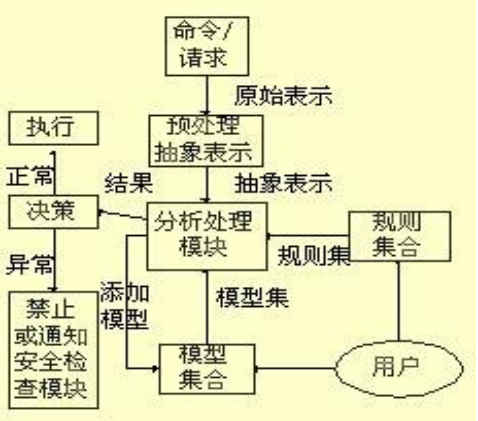 命令/
请求
原始表示
执行
预处理
抽象表示
正常
结果
抽象表示
决策
分析处理
模块
规则
集合
规则集
异常
添加
模型
模型集
禁止
或通知
安全检
查模块
模型
集合
用户